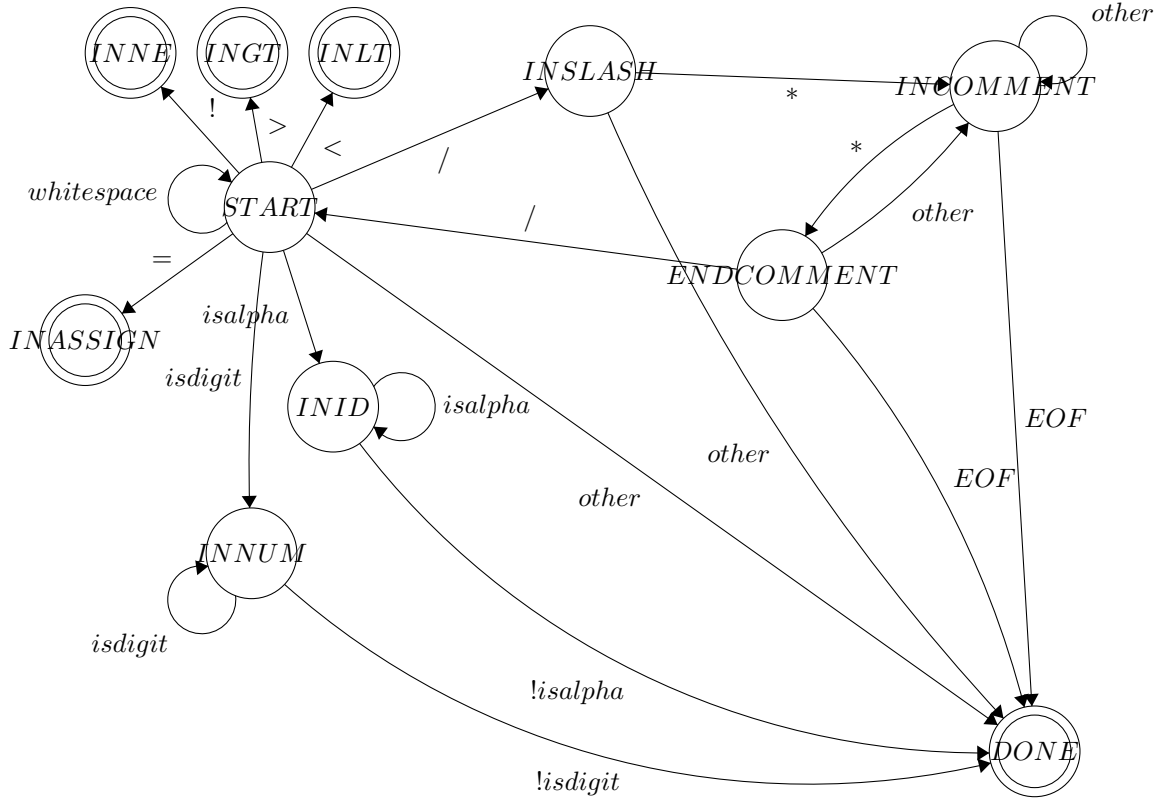 other
INNE
INGT
INLT
INSLASH
INCOMMENT
*
!
>
<
/
*
whitespace
START
other
/
=
ENDCOMMENT
isalpha
INASSIGN
isdigit
INID
isalpha
EOF
other
EOF
other
INNUM
isdigit
!isalpha
DONE
!isdigit